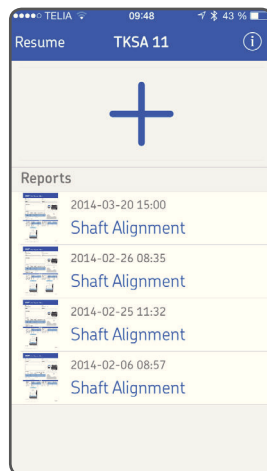 TELIA 09:48 43 %
Resume TKSA 11
Reports
2014-03-20 15:00
Shaft Alignment
2014-02-26 08:35
Shaft Alignment
2014-02-25 11:32
Shaft Alignment
2014-02-06 08:57
Shaft Alignment